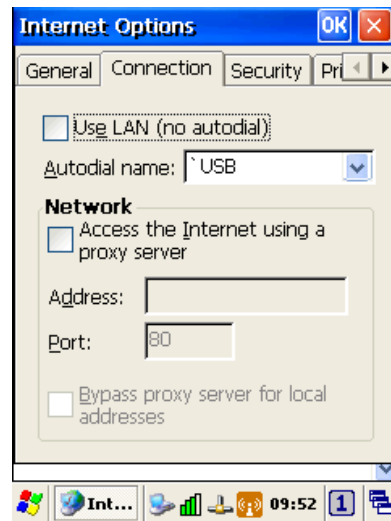 Internet Options OK
General Connection Security Pri
Use LAN (no autodial)
Autodial name: `USB
Network
Access the Internet using a
proxy server
Address:
Port: 80
Bypass proxy server for local
addresses
Int... 09:52 1